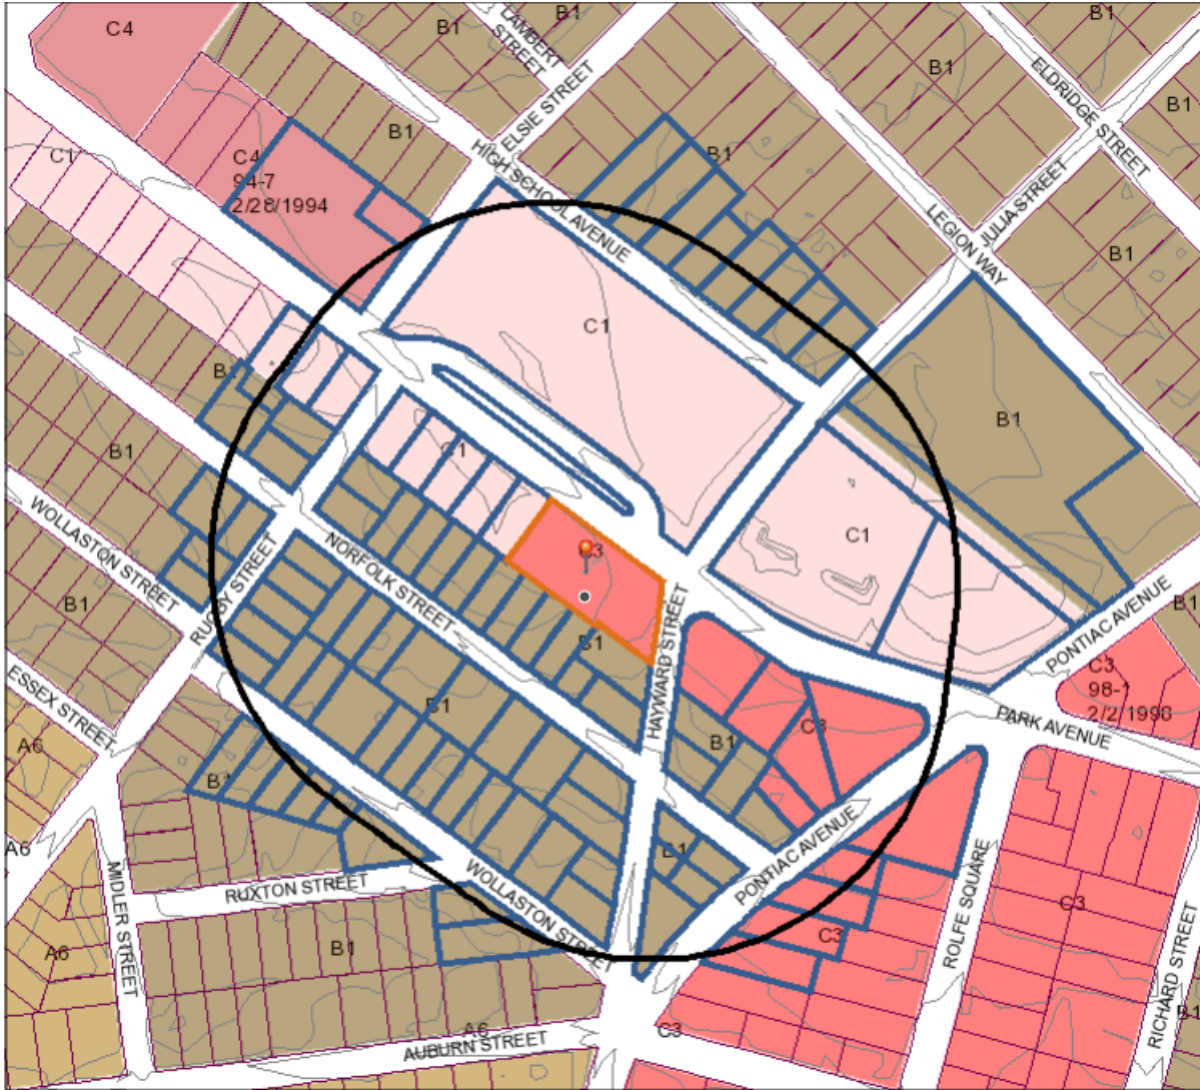 C4
B1
LAMBERT
STREET
B1
B1
B1
ELDRIDGE STREET
B1
ELSIE STREET
B1
C1
C4
94-7
2/28/1994
HIGH SCHOOL AVENUE
B1
LEGION WAY
JULIA STREET
B1
C1
B1
B1
C1
B1
WOLLASTON STREET
RUGBY STREET
NORFOLK STREET
C3
C1
B1
PONTIAC AVENUE
B1
B1
HAYWARD STREET
C3
98-1
2/2/1998
ESSEX STREET
A6
B1
B1
C3
PARK AVENUE
B1
A6
MIDLER STREET
RUXTON STREET
WOLLASTON STREET
B1
PONTIAC AVENUE
ROLFE SQUARE
C3
RICHARD STREET
A6
B1
C3
A6
AUBURN STREET
C3
B1